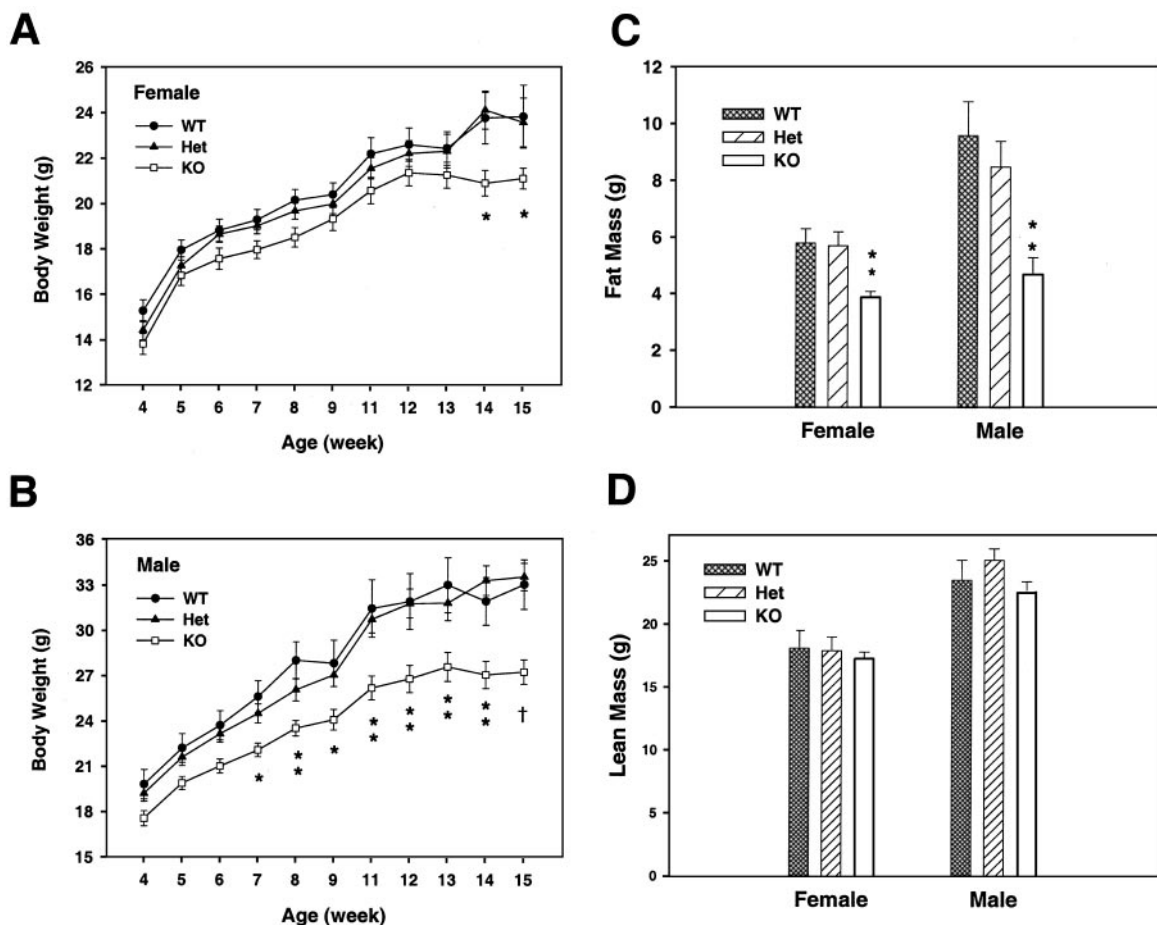 A
Female
WT
Het
KO
Body Weight (g)
26
24
22
20
18
16
14
12
* *
4 5 6 7 8 9 11 12 13 14 15
Age (week)
B
Male
WT
Het
KO
Body Weight (g)
36
33
30
27
24
21
18
15
* ** * ** ** ** ** †
4 5 6 7 8 9 11 12 13 14 15
Age (week)
C
WT
Het
KO
Fat Mass (g)
12
10
8
6
4
2
0
** **
Female Male
D
WT
Het
KO
Lean Mass (g)
25
20
15
10
5
0
Female Male